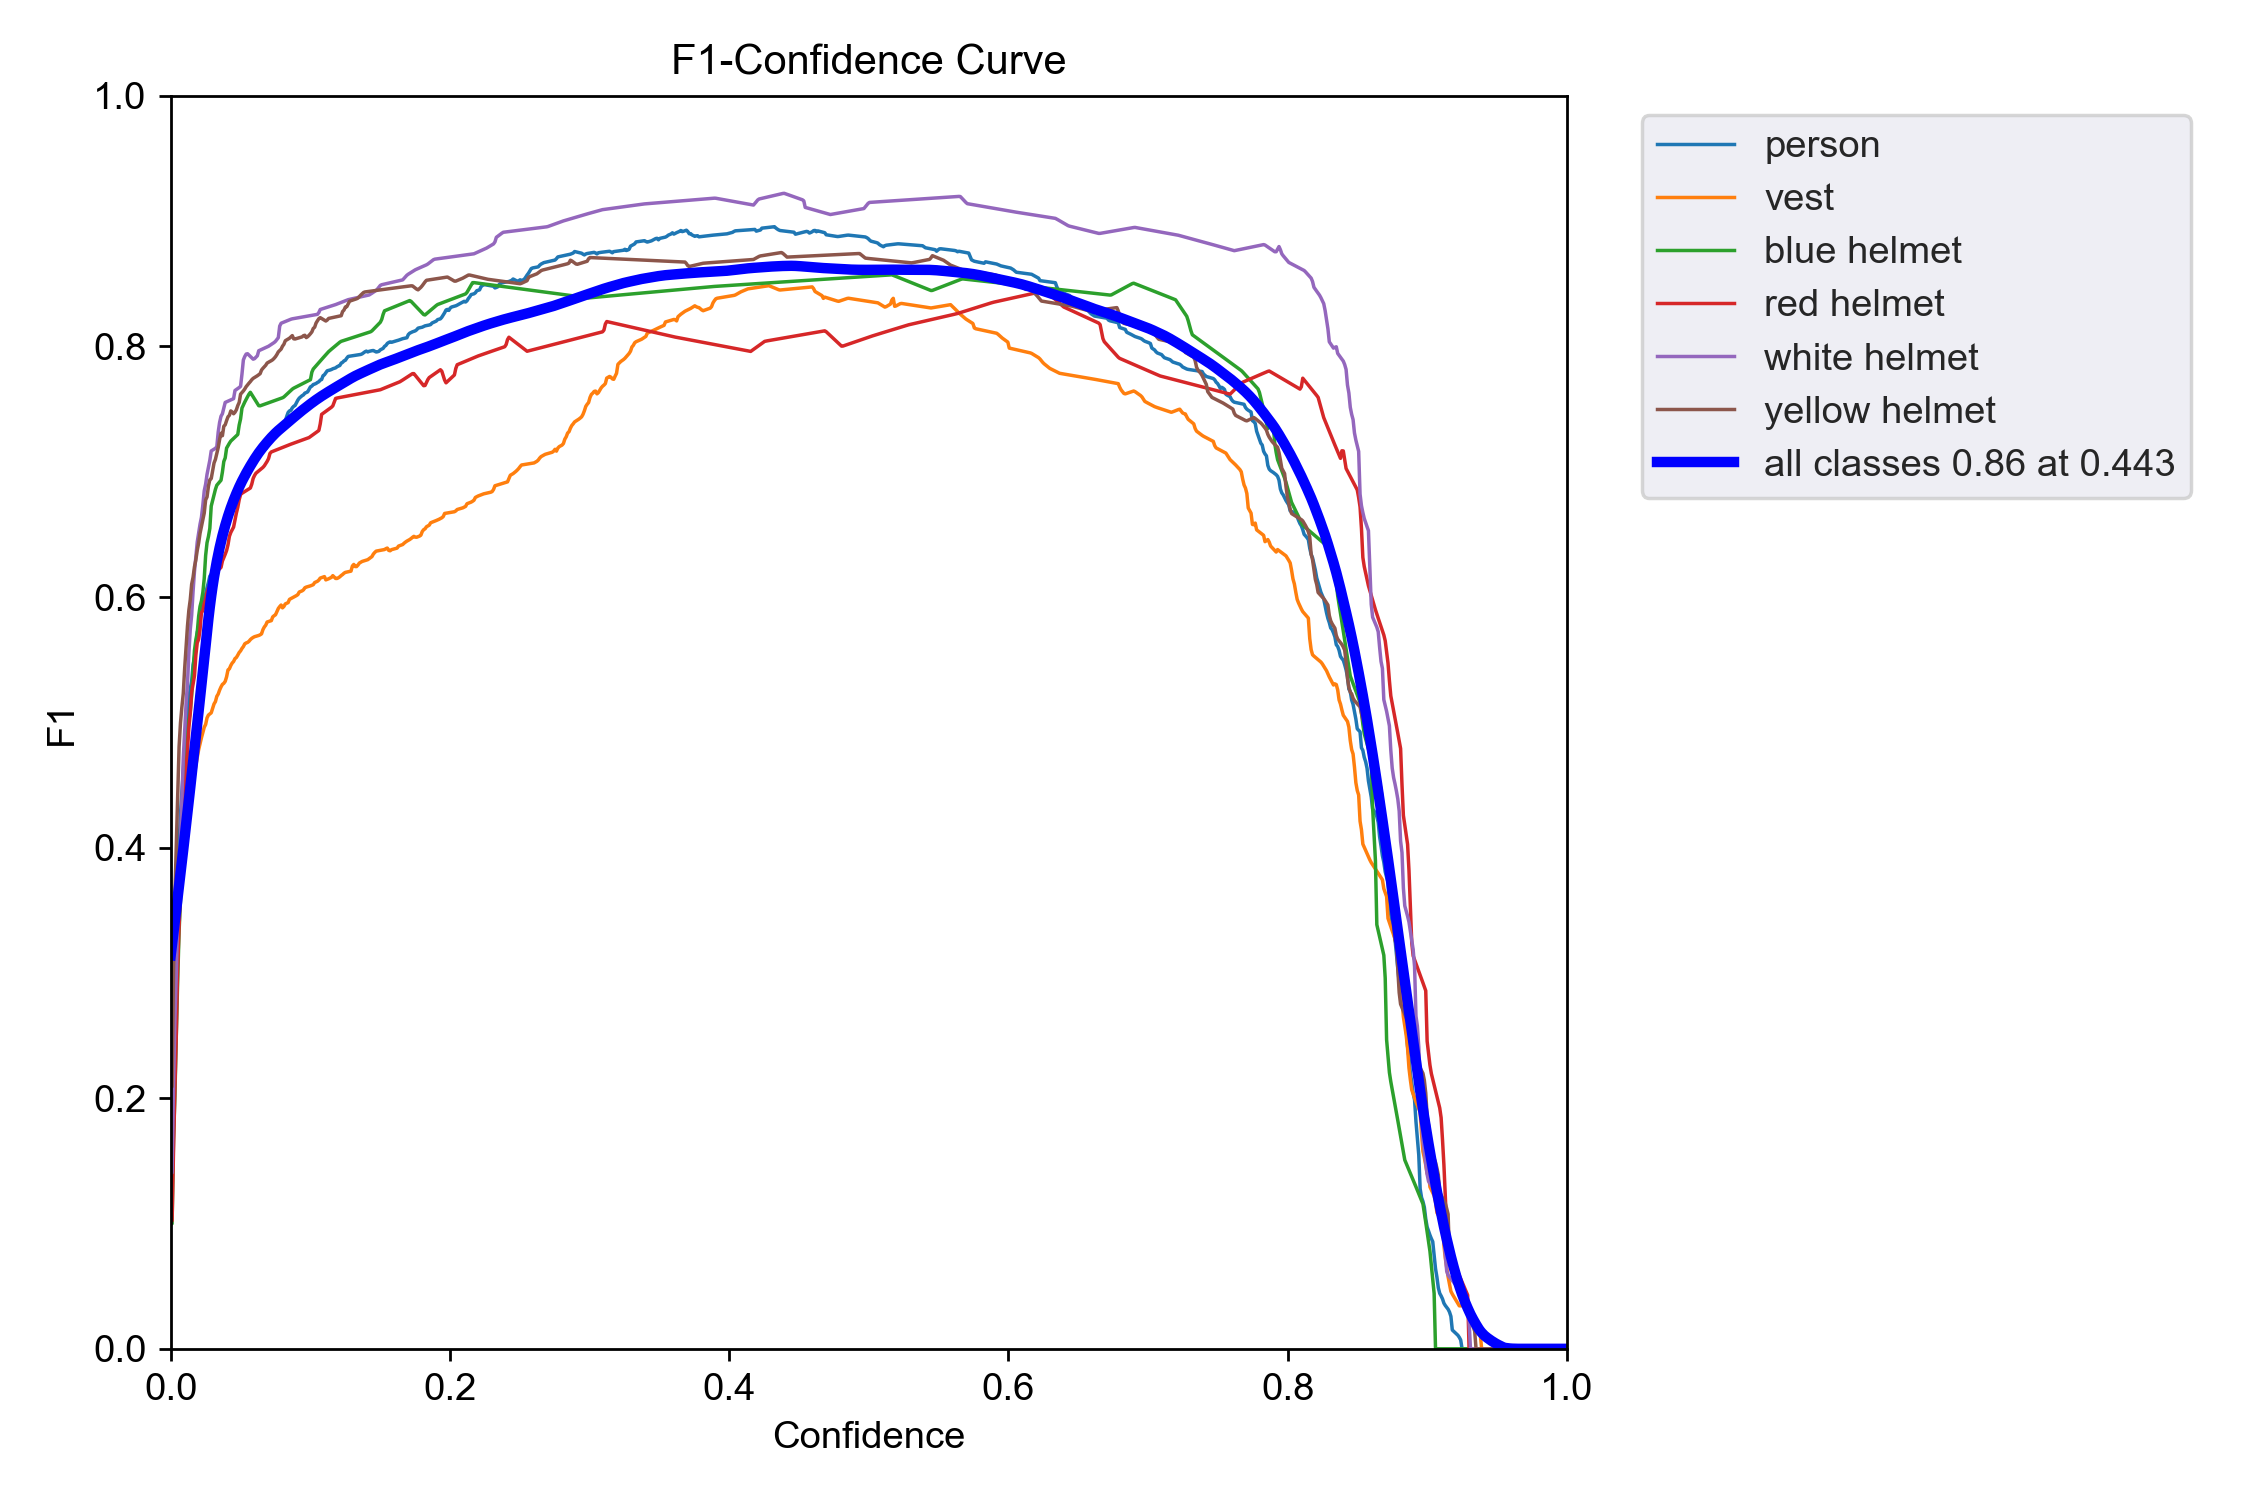 F1-Confidence Curve
1.0
0.8
0.6
0.4
0.2
0.0
F1
0.0 0.2 0.4 0.6 0.8 1.0
Confidence
person
vest
blue helmet
red helmet
white helmet
yellow helmet
all classes 0.86 at 0.443